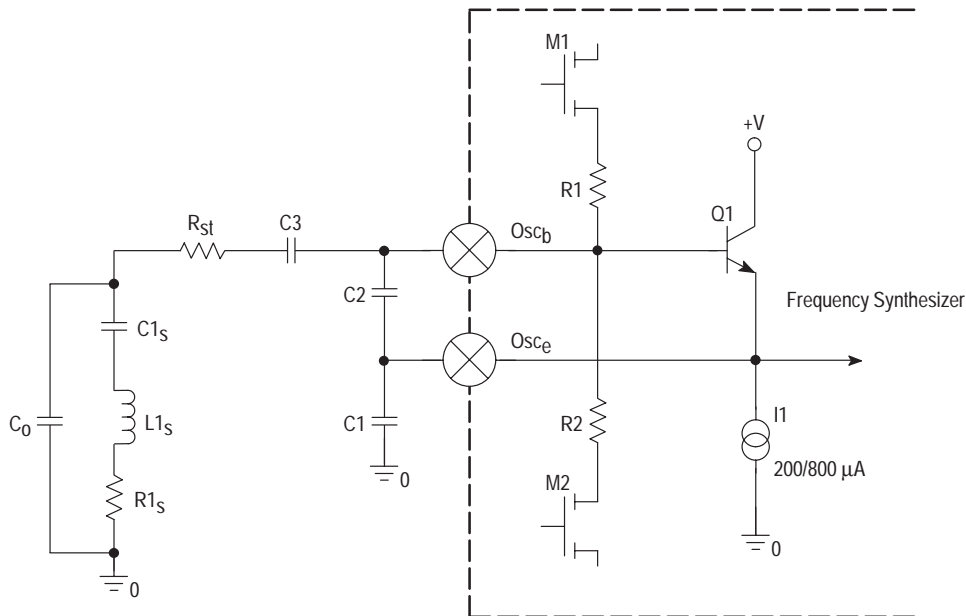 M1
+V
R1
Q1
Rst
C3
Oscb
C2
Frequency Synthesizer
C1s
Osce
Co
L1s
C1
R2
I1
200/800 µA
0
M2
R1s
0
0